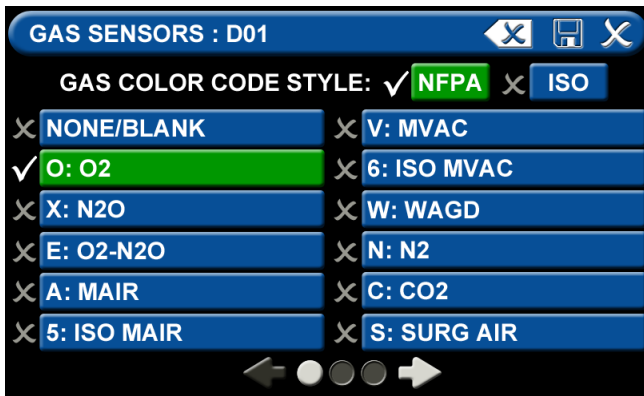 GAS SENSORS : D01
GAS COLOR CODE STYLE: NFPA ISO
NONE/BLANK
O: O2
X: N2O
E: O2-N2O
A: MAIR
5: ISO MAIR
V: MVAC
6: ISO MVAC
W: WAGD
N: N2
C: CO2
S: SURG AIR